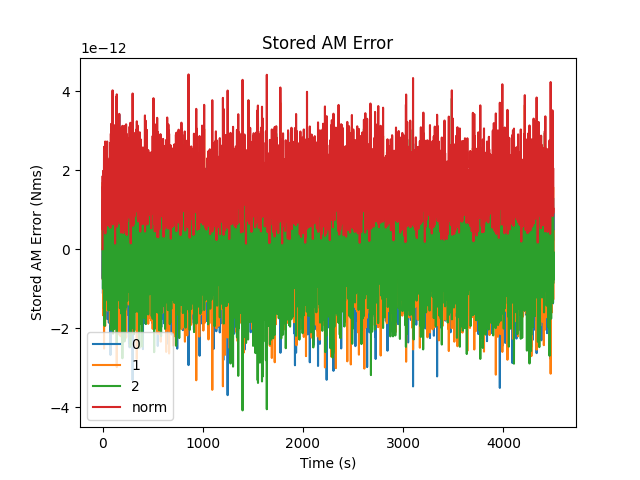 Stored AM Error
1e−12
4
2
0
−2
−4
Stored AM Error (Nms)
0
1
2
norm
0
1000
2000
3000
4000
Time (s)